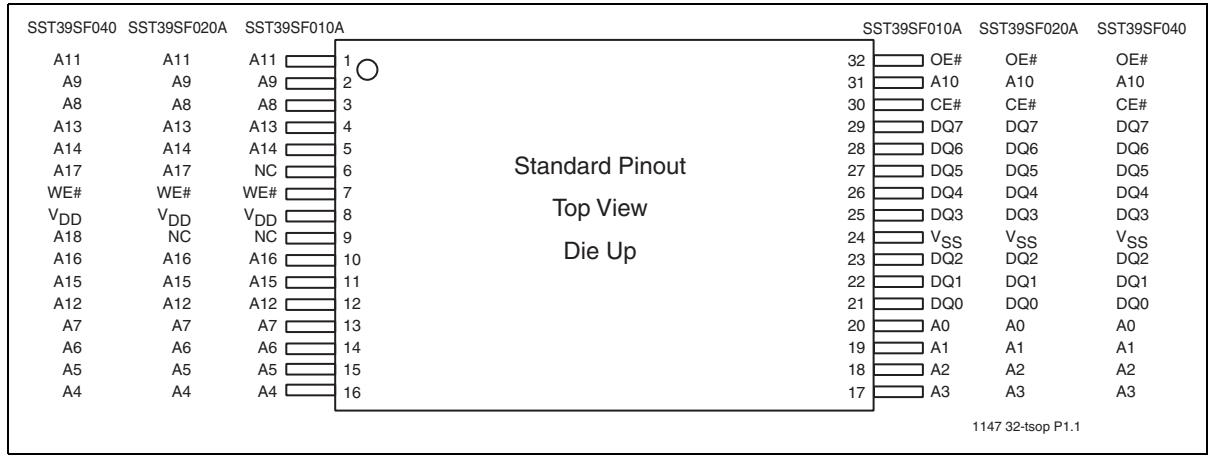 SST39SF040 SST39SF020A SST39SF010A SST39SF010A SST39SF020A SST39SF040
A11 A11 A11 1 32 OE# OE# OE#
A9 A9 A9 2 31 A10 A10 A10
A8 A8 A8 3 30 CE# CE# CE#
A13 A13 A13 4 29 DQ7 DQ7 DQ7
A14 A14 A14 5 28 DQ6 DQ6 DQ6
A17 A17 NC 6 Standard Pinout 27 DQ5 DQ5 DQ5
WE# WE# WE# 7 26 DQ4 DQ4 DQ4
VDD VDD VDD 8 Top View 25 DQ3 DQ3 DQ3
A18 NC NC 9 Die Up 24 VSS VSS VSS
A16 A16 A16 10 23 DQ2 DQ2 DQ2
A15 A15 A15 11 22 DQ1 DQ1 DQ1
A12 A12 A12 12 21 DQ0 DQ0 DQ0
A7 A7 A7 13 20 A0 A0 A0
A6 A6 A6 14 19 A1 A1 A1
A5 A5 A5 15 18 A2 A2 A2
A4 A4 A4 16 17 A3 A3 A3
1147 32-tsop P1.1